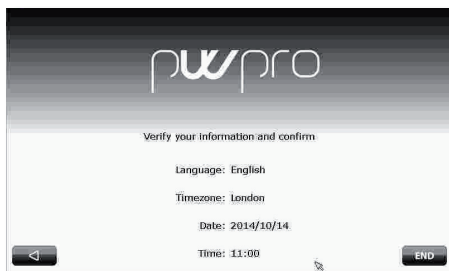 pwpro
Verify your information and confirm
Language: English
Timezone: London
Date: 2014/10/14
Time: 11:00
END